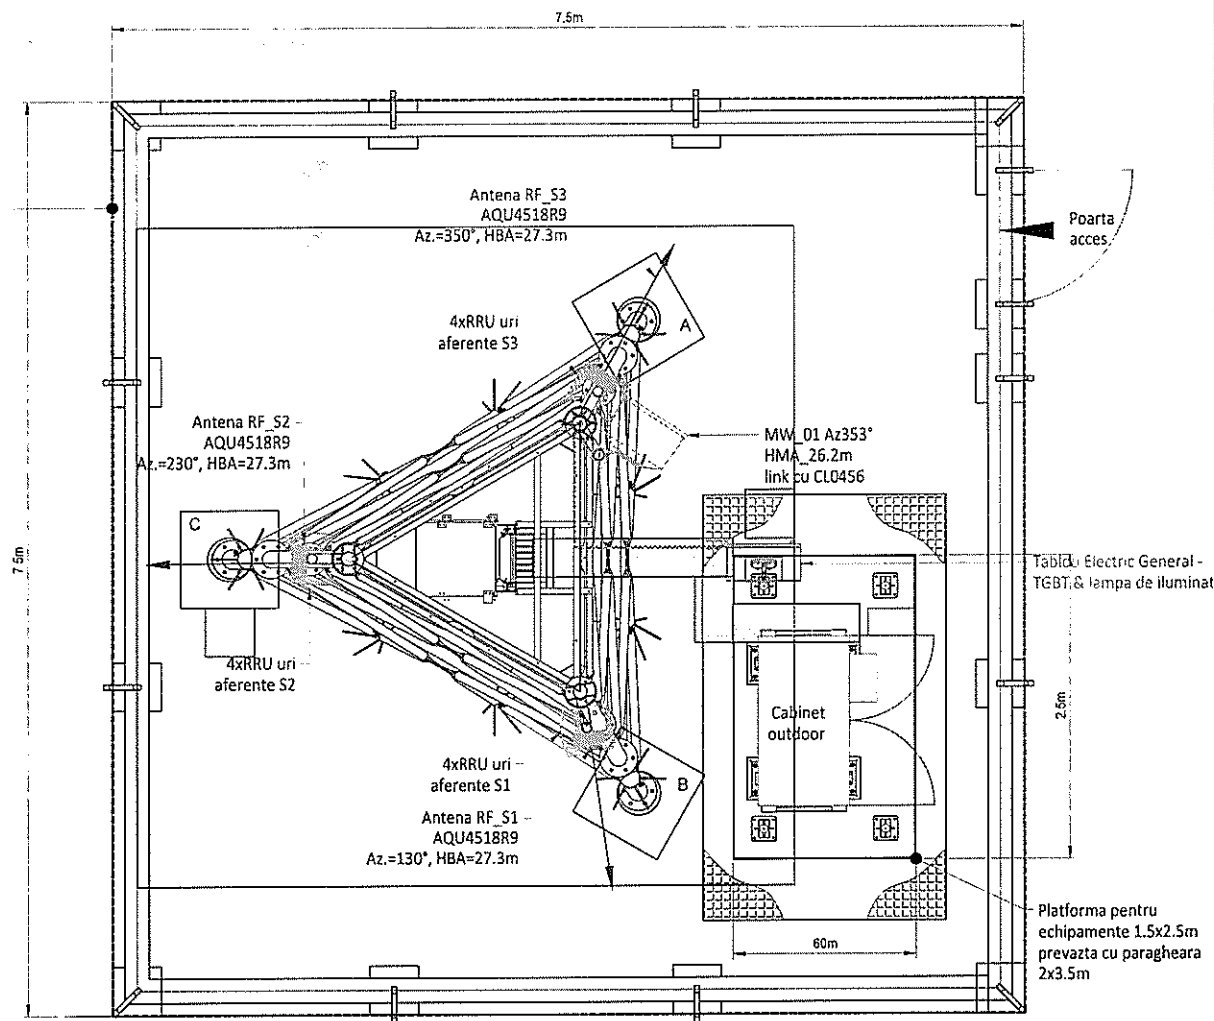 7.5m
Antena RF_S3
AQU4518R9
Az.=350°, HBA=27.3m
Poarta
acces
4xRRU uri
aferente S3
A
Antena RF_S2
AQU4518R9
Az.=230°, HBA=27.3m
MW_01 Az353°
HMA_26.2m
link cu CL0456
C
7.5m
Tablou Electric General -
TGBT & lampa de iluminat
4xRRU uri
aferente S2
2.5m
Cabinet
outdoor
4xRRU uri
aferente S1
B
Antena RF_S1
AQU4518R9
Az.=130°, HBA=27.3m
Platforma pentru
echipamente 1.5x2.5m
prevazta cu paragheara
2x3.5m
60m